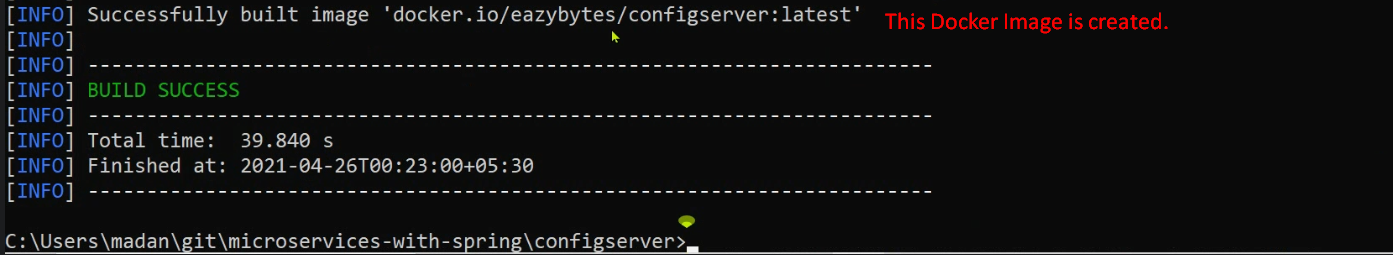 [INFO] Successfully built image 'docker.io/eazybytes/configserver:latest' This Docker Image is created.
[INFO]
[INFO] ------------------------------------------------------------------------
[INFO] BUILD SUCCESS
[INFO] ------------------------------------------------------------------------
[INFO] Total time:  39.840 s
[INFO] Finished at: 2021-04-26T00:23:00+05:30
[INFO] ------------------------------------------------------------------------
C:\Users\madan\git\microservices-with-spring\configserver>